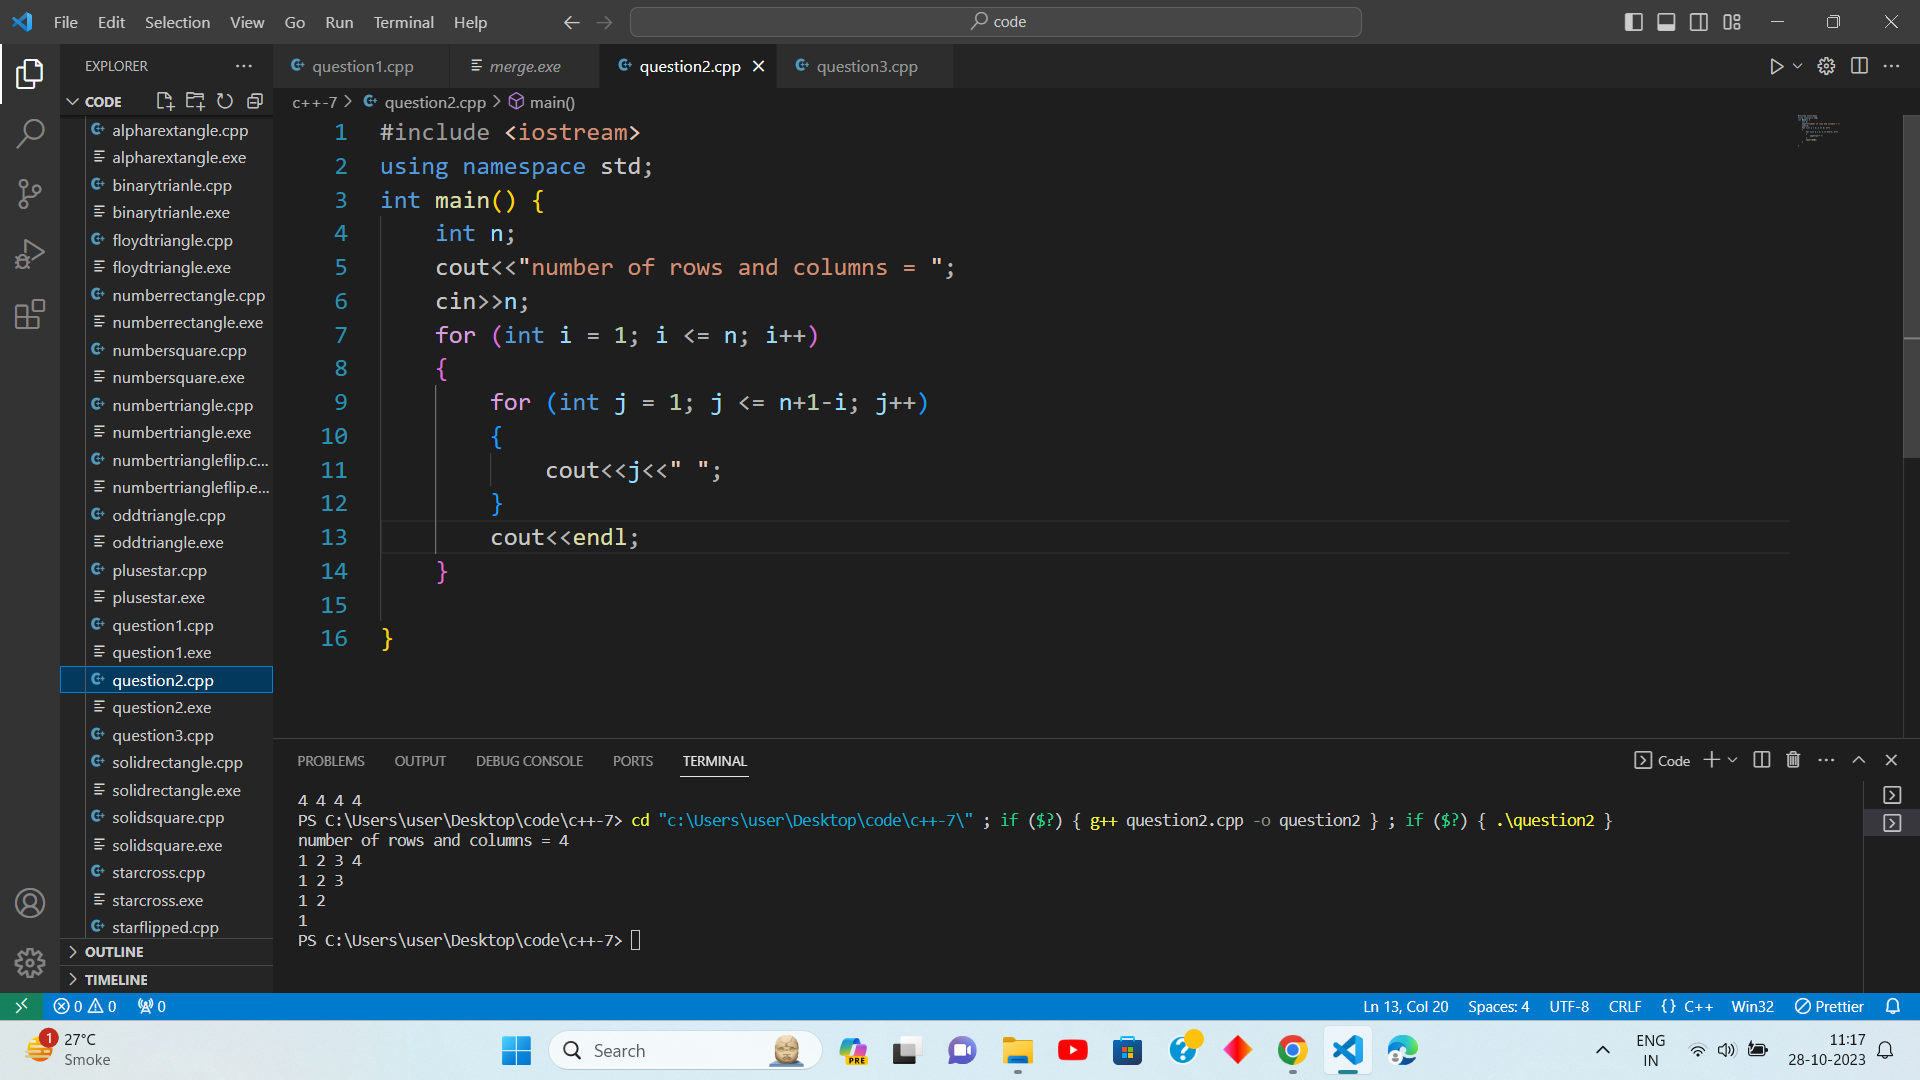 File Edit Selection View Go Run Terminal Help
code
EXPLORER
question1.cpp
merge.exe
question2.cpp
question3.cpp
CODE
c++-7 > question2.cpp > main()
alpharextangle.cpp
alpharextangle.exe
binarytrianle.cpp
binarytrianle.exe
floydtriangle.cpp
floydtriangle.exe
numberrectangle.cpp
numberrectangle.exe
numbersquare.cpp
numbersquare.exe
numbertriangle.cpp
numbertriangle.exe
numbertriangleflip.c...
numbertriangleflip.e...
oddtriangle.cpp
oddtriangle.exe
plusestar.cpp
plusestar.exe
question1.cpp
question1.exe
question2.cpp
question2.exe
question3.cpp
solidrectangle.cpp
solidrectangle.exe
solidsquare.cpp
solidsquare.exe
starcross.cpp
starcross.exe
starflipped.cpp
OUTLINE
TIMELINE
1 #include <iostream>
2 using namespace std;
3 int main() {
4     int n;
5     cout<<"number of rows and columns = ";
6     cin>>n;
7     for (int i = 1; i <= n; i++)
8     {
9         for (int j = 1; j <= n+1-i; j++)
10         {
11             cout<<j<<" ";
12         }
13         cout<<endl;
14     }
15
16 }
PROBLEMS OUTPUT DEBUG CONSOLE PORTS TERMINAL
Code
4 4 4 4
PS C:\Users\user\Desktop\code\c++-7> cd "c:\Users\user\Desktop\code\c++-7\" ; if ($?) { g++ question2.cpp -o question2 } ; if ($?) { .\question2 }
number of rows and columns = 4
1 2 3 4
1 2 3
1 2
1
PS C:\Users\user\Desktop\code\c++-7>
0 0 0
Ln 13, Col 20 Spaces: 4 UTF-8 CRLF {} C++ Win32 Prettier
1
27°C
Smoke
Search
PRE
ENG
IN
11:17
28-10-2023